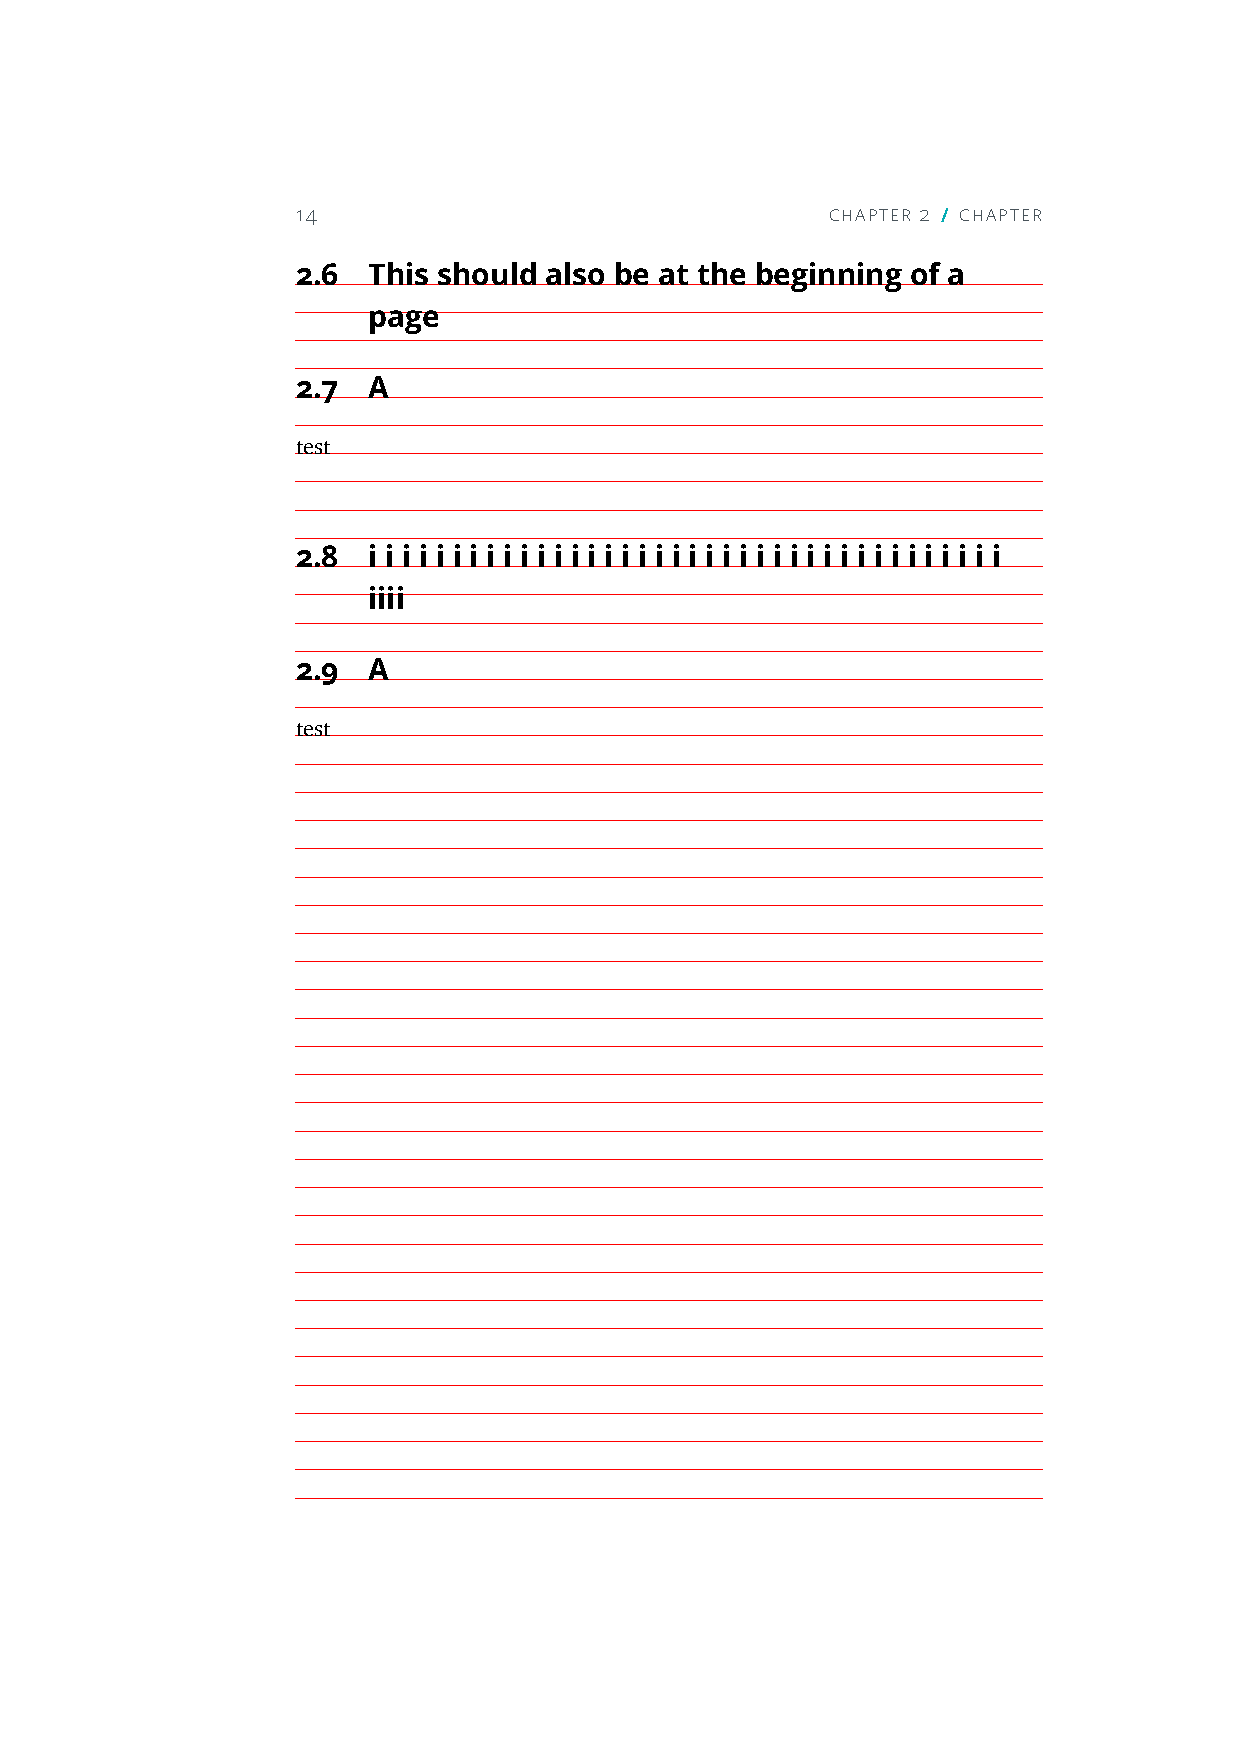 14 CHAPTER 2 / CHAPTER
2.6 This should also be at the beginning of a
page
2.7 A
test
2.8 i i i i i i i i i i i i i i i i i i i i i i i i i i i i i i i i i i i i i i
iiii
2.9 A
test